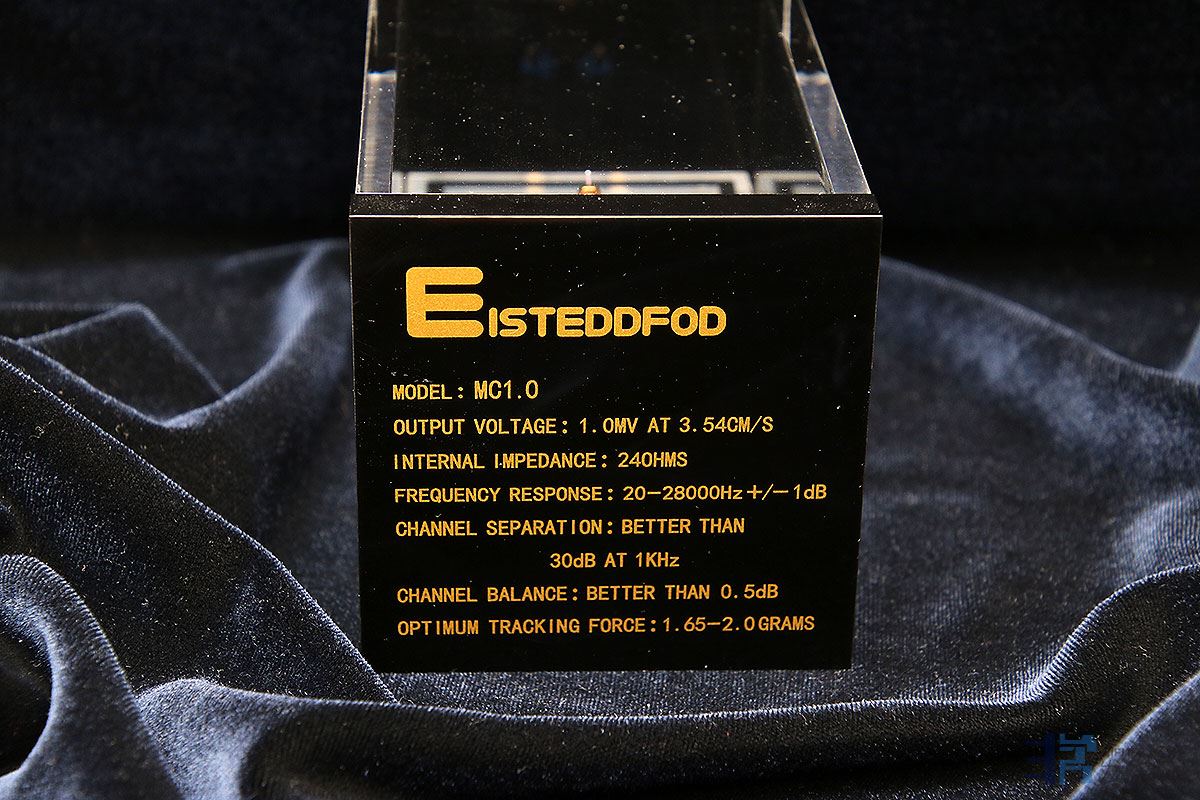 EISTEDDFOD
MODEL: MC1.0
OUTPUT VOLTAGE: 1.0MV AT 3.54CM/S
INTERNAL IMPEDANCE: 24OHMS
FREQUENCY RESPONSE: 20-28000Hz+/-1dB
CHANNEL SEPARATION: BETTER THAN
30dB AT 1KHz
CHANNEL BALANCE: BETTER THAN 0.5dB
OPTIMUM TRACKING FORCE: 1.65-2.0GRAMS